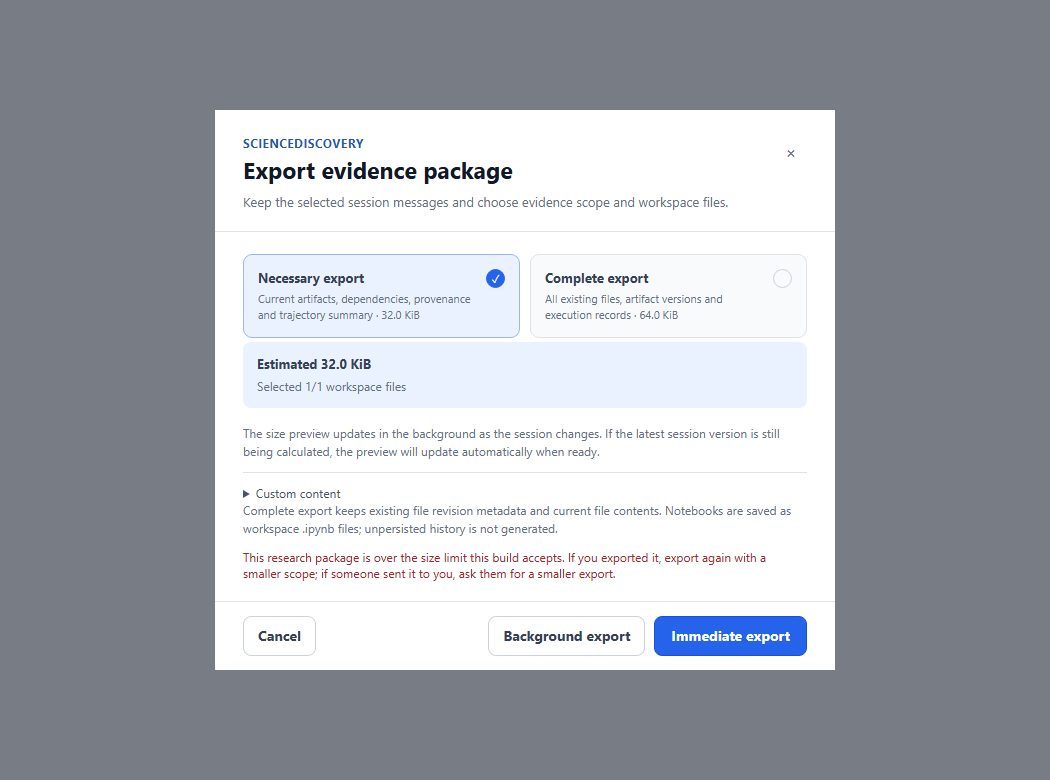 SCIENCEDISCOVERY
Export evidence package
×
Keep the selected session messages and choose evidence scope and workspace files.
Necessary export
✓
Current artifacts, dependencies, provenance
and trajectory summary · 32.0 KiB
Complete export
All existing files, artifact versions and
execution records · 64.0 KiB
Estimated 32.0 KiB
Selected 1/1 workspace files
The size preview updates in the background as the session changes. If the latest session version is still
being calculated, the preview will update automatically when ready.
Custom content
Complete export keeps existing file revision metadata and current file contents. Notebooks are saved as
workspace .ipynb files; unpersisted history is not generated.
This research package is over the size limit this build accepts. If you exported it, export again with a
smaller scope; if someone sent it to you, ask them for a smaller export.
Cancel
Background export
Immediate export